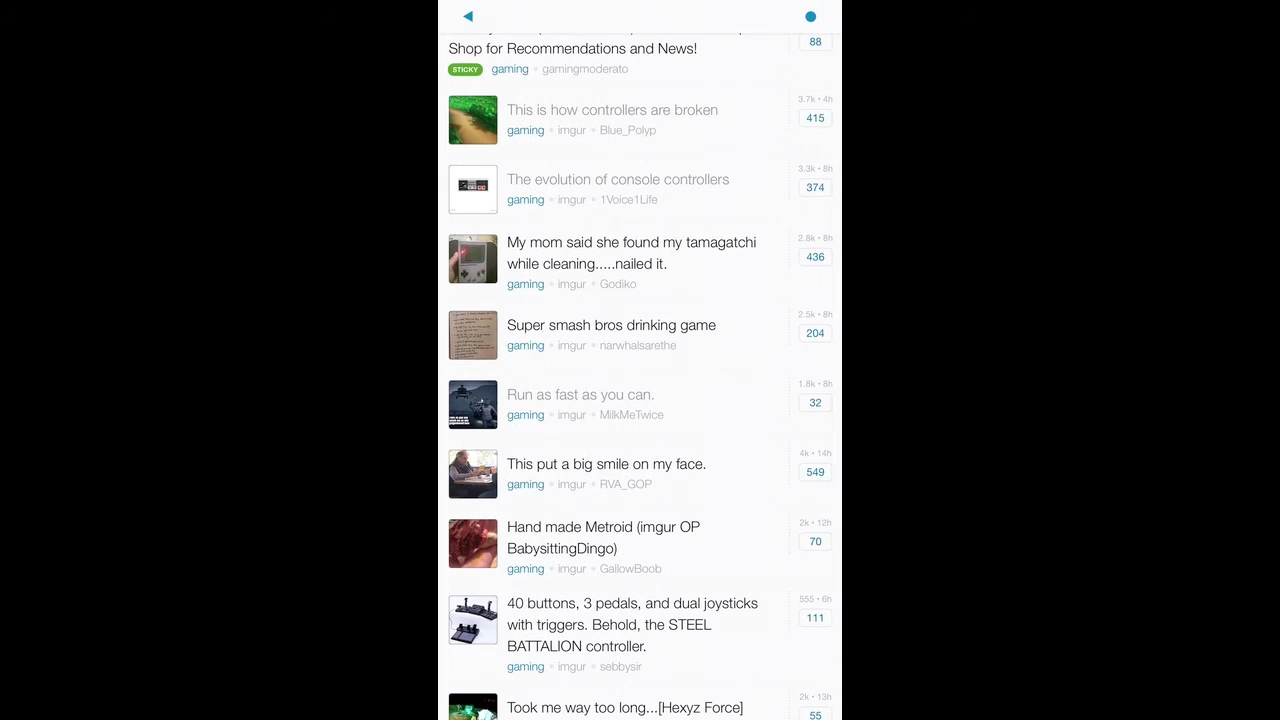 Shop for Recommendations and News!
88
STICKY gaming • gamingmoderato
This is how controllers are broken
gaming • imgur • Blue_Polyp
3.7k • 4h
415
The evolution of console controllers
gaming • imgur • 1Voice1Life
3.3k • 8h
374
My mom said she found my tamagatchi
while cleaning.....nailed it.
gaming • imgur • Godiko
2.8k • 8h
436
Super smash bros drinking game
gaming • imgur • narwhalsarethe
2.5k • 8h
204
Run as fast as you can.
gaming • imgur • MilkMeTwice
1.8k • 8h
32
This put a big smile on my face.
gaming • imgur • RVA_GOP
4k • 14h
549
Hand made Metroid (imgur OP
BabysittingDingo)
gaming • imgur • GallowBoob
2k • 12h
70
40 buttons, 3 pedals, and dual joysticks
with triggers. Behold, the STEEL
BATTALION controller.
gaming • imgur • sebbysir
555 • 6h
111
Took me way too long...[Hexyz Force]
2k • 13h
55